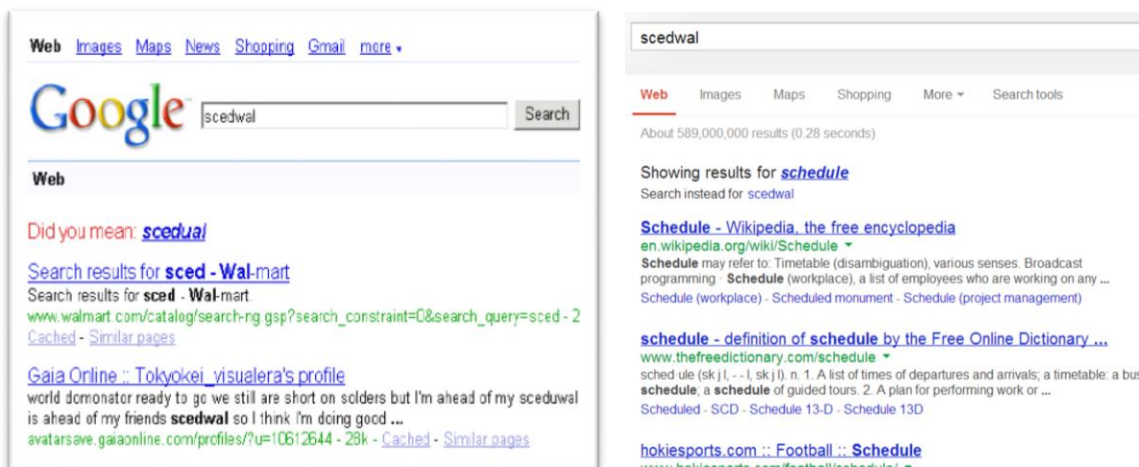 Web Images Maps News Shopping Gmail more
Google scedwal Search
Web
Did you mean: scedual
Search results for sced - Wal-mart
Search results for sced - Wal-mart.
www.walmart.com/catalog/search-ng.gsp?search_constraint=0&search_query=sced - 2
Cached - Similar pages
Gaia Online :: Tokyokei_visualera's profile
world domonator ready to go we still are short on solders but I'm ahead of my sceduwal
is ahead of my friends scedwal so I think I'm doing good ...
avatarsave.gaiaonline.com/profiles/?u=10612644 - 28k - Cached - Similar pages
scedwal
Web Images Maps Shopping More Search tools
About 589,000,000 results (0.28 seconds)
Showing results for schedule
Search instead for scedwal
Schedule - Wikipedia, the free encyclopedia
en.wikipedia.org/wiki/Schedule
Schedule may refer to: Timetable (disambiguation), various senses. Broadcast
programming · Schedule (workplace), a list of employees who are working on any ...
Schedule (workplace) - Scheduled monument - Schedule (project management)
schedule - definition of schedule by the Free Online Dictionary ...
www.thefreedictionary.com/schedule
sched·ule (sk j l, - - l, sk j l). n. 1. A list of times of departures and arrivals; a timetable: a bus
schedule; a schedule of guided tours. 2. A plan for performing work or ...
Scheduled - SCD - Schedule 13-D - Schedule 13D
hokiesports.com :: Football :: Schedule
www.hokiesports.com/football/schedule/